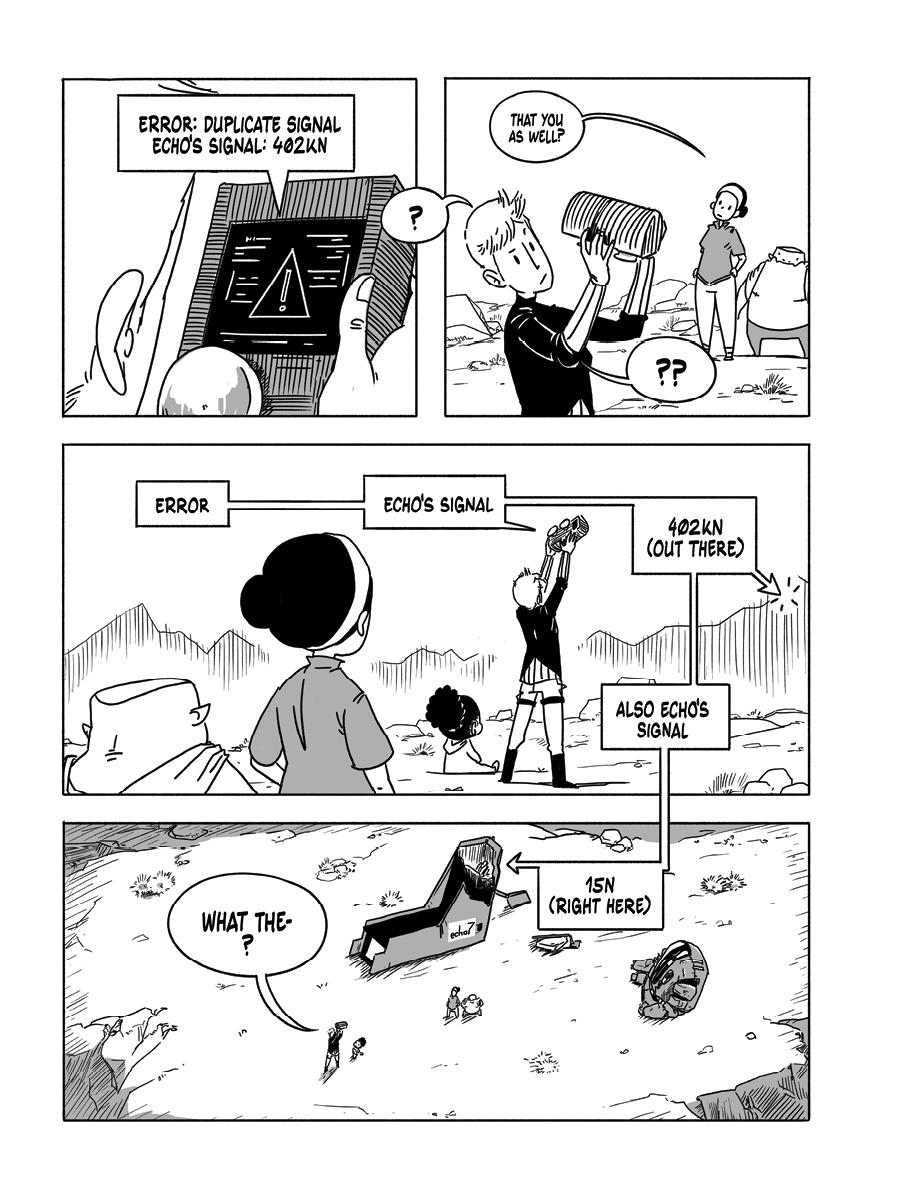 ERROR: DUPLICATE SIGNAL
ECHO'S SIGNAL: 402KN
?
THAT YOU
AS WELL?
??
ERROR
ECHO'S SIGNAL
402KN
(OUT THERE)
ALSO ECHO'S
SIGNAL
15N
(RIGHT HERE)
WHAT THE-
?
echo7